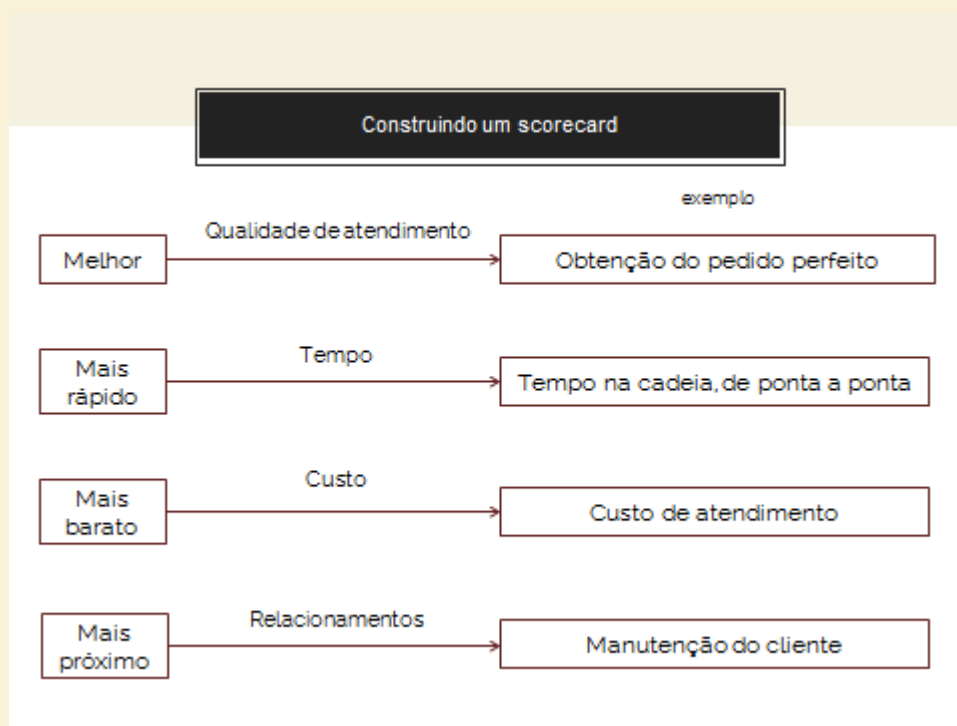 Construindo um scorecard
exemplo
Qualidade de atendimento
Melhor
Obtenção do pedido perfeito
Tempo
Mais
rápido
Tempo na cadeia, de ponta a ponta
Custo
Mais
barato
Custo de atendimento
Relacionamentos
Mais
próximo
Manutenção do cliente